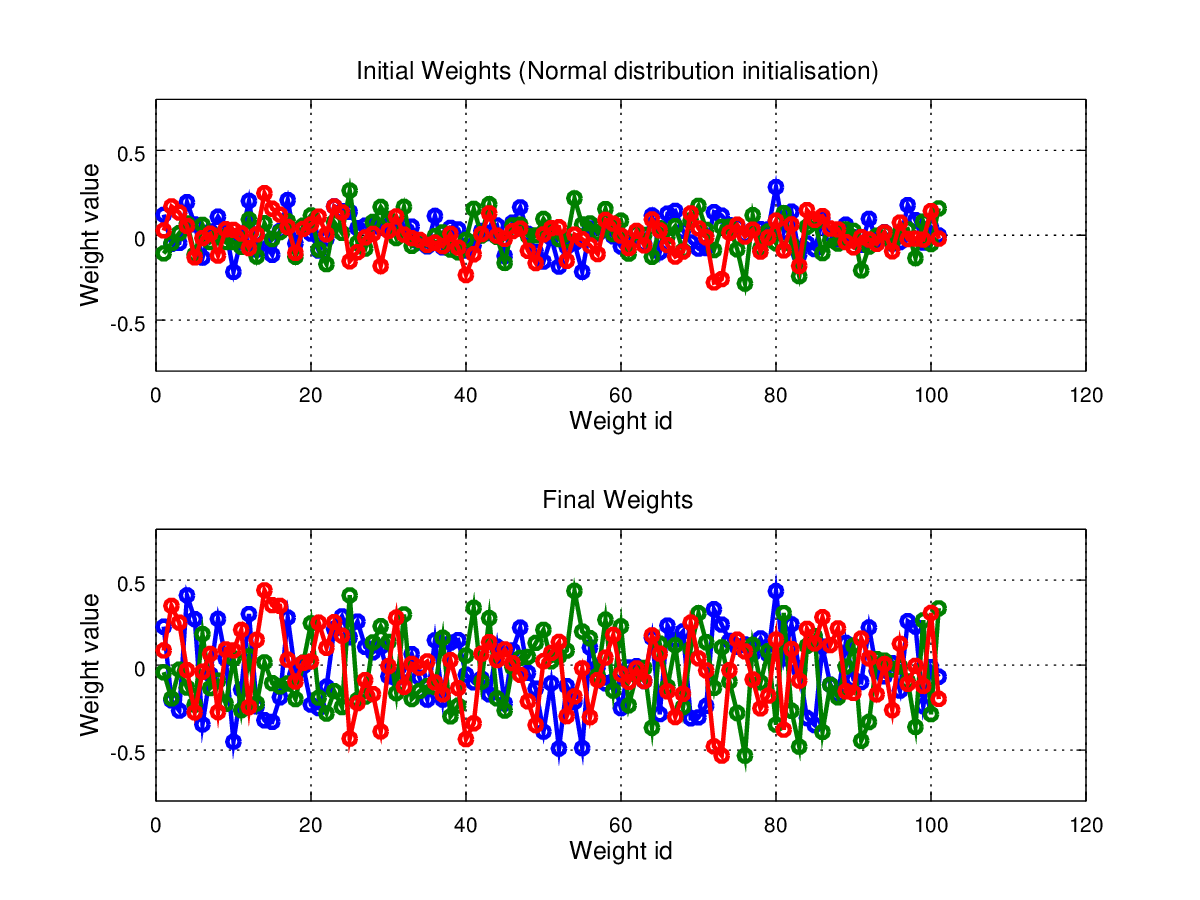 Initial Weights (Normal distribution initialisation)
Weight value
0.5
0
-0.5
0 20 40 60 80 100 120
Weight id
Final Weights
Weight value
0.5
0
-0.5
0 20 40 60 80 100 120
Weight id